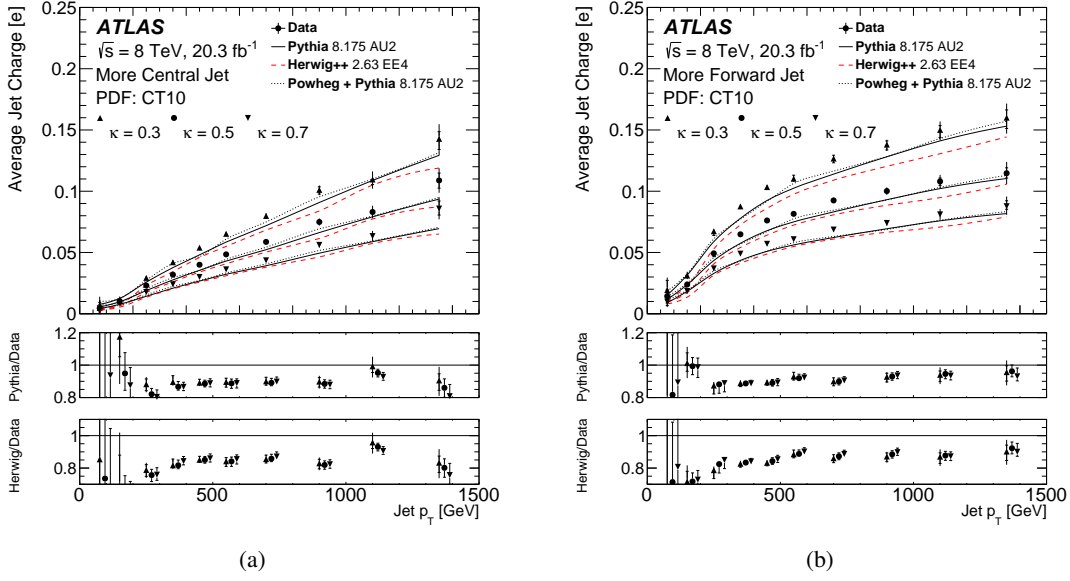 ATLAS
√s = 8 TeV, 20.3 fb⁻¹
More Central Jet
PDF: CT10
κ = 0.3 κ = 0.5 κ = 0.7
Data
Pythia 8.175 AU2
Herwig++ 2.63 EE4
Powheg + Pythia 8.175 AU2
Average Jet Charge [e]
0.25
0.2
0.15
0.1
0.05
0
Pythia/Data
1.2
1
0.8
Herwig/Data
1
0.8
0 500 1000 1500
Jet p_T [GeV]
(a)
ATLAS
√s = 8 TeV, 20.3 fb⁻¹
More Forward Jet
PDF: CT10
κ = 0.3 κ = 0.5 κ = 0.7
Data
Pythia 8.175 AU2
Herwig++ 2.63 EE4
Powheg + Pythia 8.175 AU2
Average Jet Charge [e]
0.25
0.2
0.15
0.1
0.05
0
Pythia/Data
1.2
1
0.8
Herwig/Data
1
0.8
0 500 1000 1500
Jet p_T [GeV]
(b)